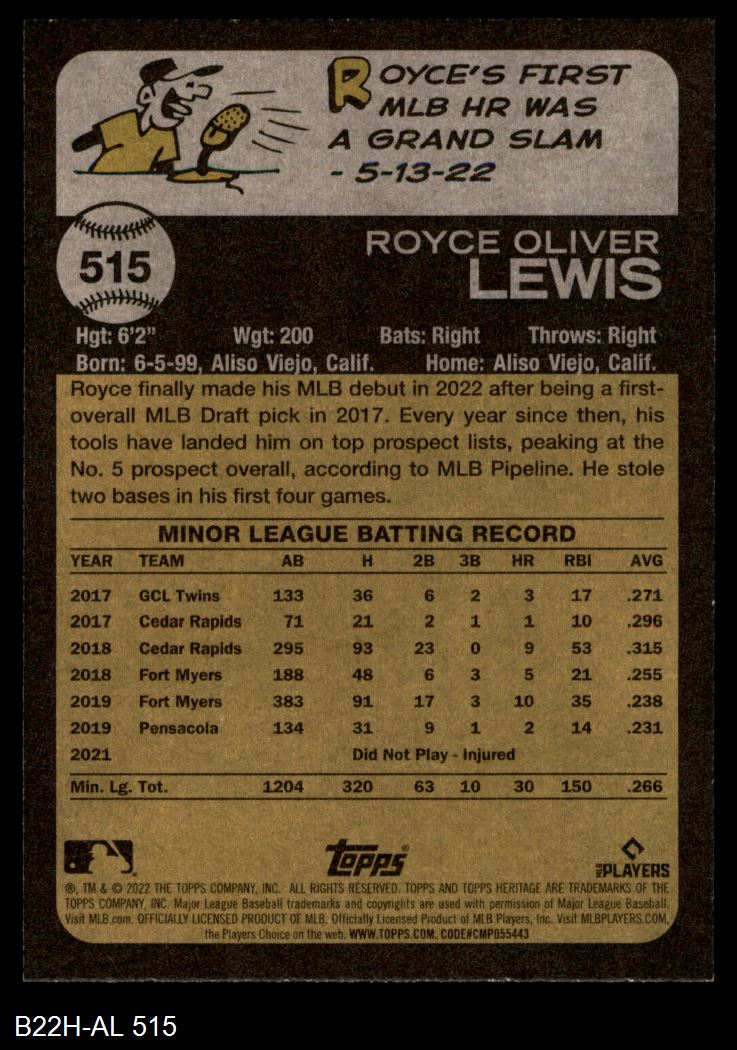 ROYCE'S FIRST
MLB HR WAS
A GRAND SLAM
- 5-13-22
515
ROYCE OLIVER
LEWIS
Hgt: 6'2" Wgt: 200 Bats: Right Throws: Right
Born: 6-5-99, Aliso Viejo, Calif. Home: Aliso Viejo, Calif.
Royce finally made his MLB debut in 2022 after being a first-
overall MLB Draft pick in 2017. Every year since then, his
tools have landed him on top prospect lists, peaking at the
No. 5 prospect overall, according to MLB Pipeline. He stole
two bases in his first four games.
MINOR LEAGUE BATTING RECORD
YEAR TEAM AB H 2B 3B HR RBI AVG
2017 GCL Twins 133 36 6 2 3 17 .271
2017 Cedar Rapids 71 21 2 1 1 10 .296
2018 Cedar Rapids 295 93 23 0 9 53 .315
2018 Fort Myers 188 48 6 3 5 21 .255
2019 Fort Myers 383 91 17 3 10 35 .238
2019 Pensacola 134 31 9 1 2 14 .231
2021 Did Not Play - Injured
Min. Lg. Tot. 1204 320 63 10 30 150 .266
Topps® MLB PLAYERS
®, TM & © 2022 THE TOPPS COMPANY, INC. ALL RIGHTS RESERVED. TOPPS AND TOPPS HERITAGE ARE TRADEMARKS OF THE
TOPPS COMPANY, INC. Major League Baseball trademarks and copyrights are used with permission of Major League Baseball.
Visit MLB.com. OFFICIALLY LICENSED PRODUCT OF MLB. Officially Licensed Product of MLB Players, Inc. Visit MLBPLAYERS.COM,
the Players Choice on the web. WWW.TOPPS.COM. CODE#CMP055443
B22H-AL 515